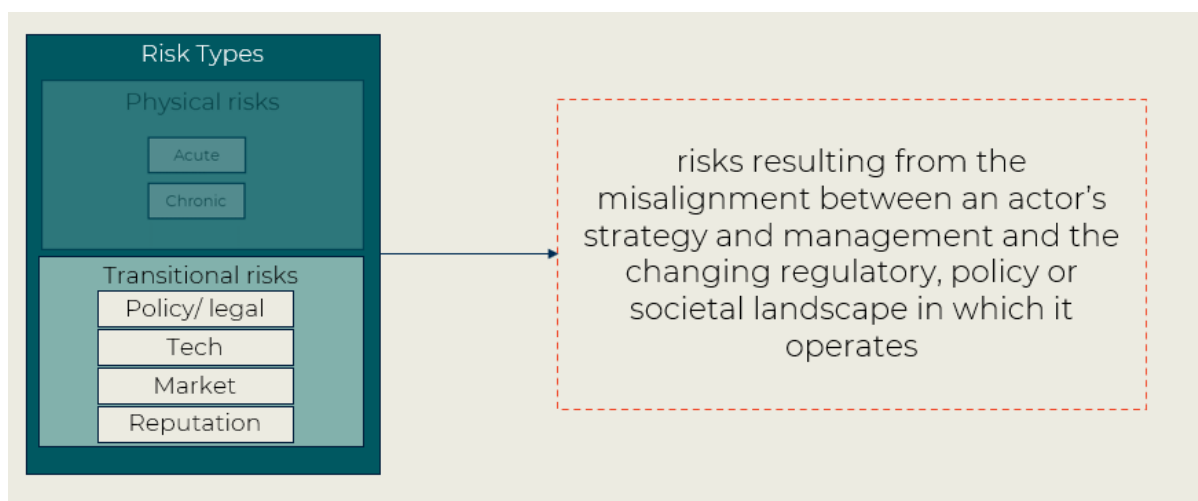 Risk Types
Physical risks
Acute
Chronic
Transitional risks
Policy/ legal
Tech
Market
Reputation
risks resulting from the
misalignment between an actor’s
strategy and management and the
changing regulatory, policy or
societal landscape in which it
operates